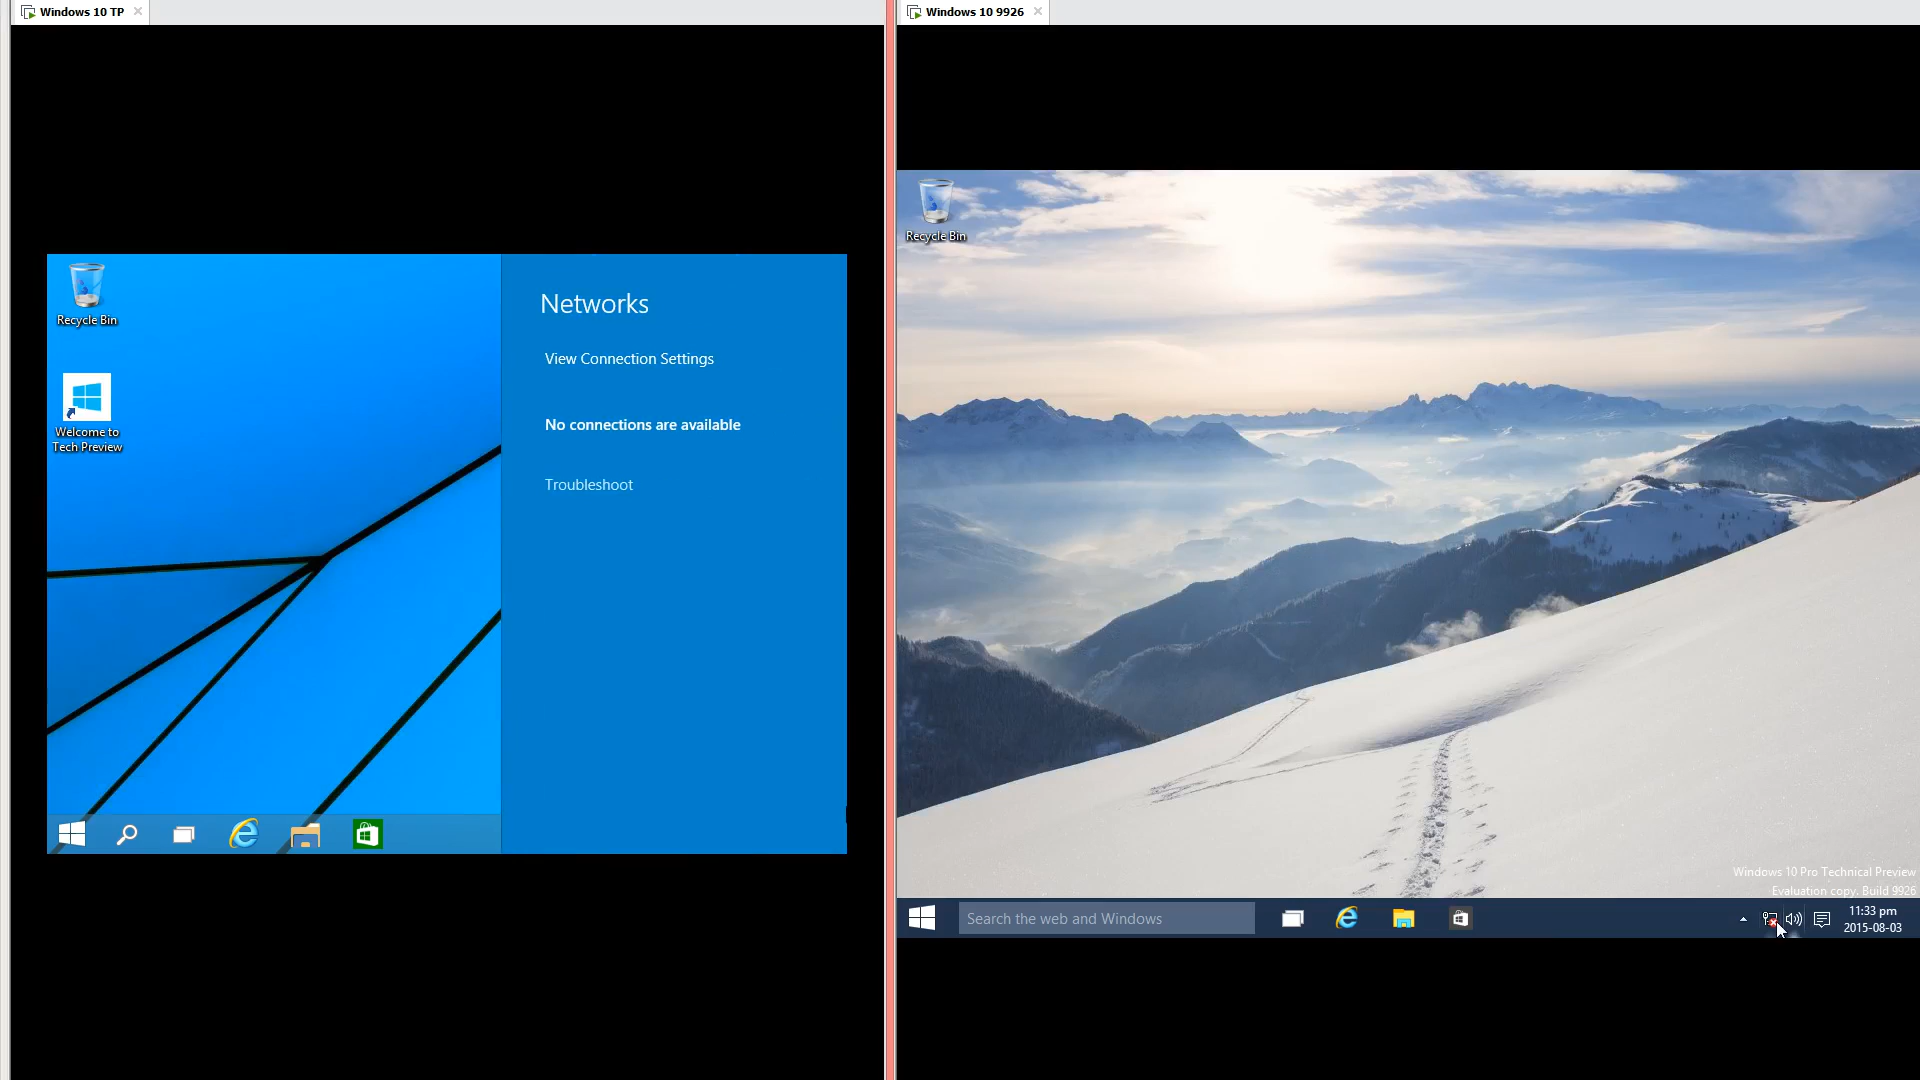 Windows 10 TP
Windows 10 9926
Recycle Bin
Welcome to
Tech Preview
Networks
View Connection Settings
No connections are available
Troubleshoot
Recycle Bin
Windows 10 Pro Technical Preview
Evaluation copy. Build 9926
Search the web and Windows
11:33 pm
2015-08-03